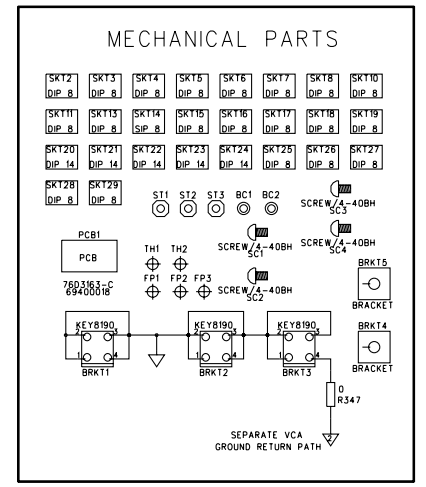 MECHANICAL PARTS
SKT2 SKT3 SKT4 SKT5 SKT6 SKT7 SKT8 SKT10
DIP 8 DIP 8 DIP 8 DIP 8 DIP 8 DIP 8 DIP 8 DIP 8
SKT11 SKT13 SKT14 SKT15 SKT16 SKT17 SKT18 SKT19
DIP 8 DIP 8 SIP 8 DIP 8 DIP 8 DIP 8 DIP 8 DIP 8
SKT20 SKT21 SKT22 SKT23 SKT24 SKT25 SKT26 SKT27
DIP 14 DIP 14 DIP 14 DIP 14 DIP 14 DIP 8 DIP 8 DIP 8
SKT28 SKT29
DIP 8 DIP 8
ST1 ST2 ST3 BC1 BC2
SCREW/4-40BH
SC3
PCB1
PCB
76D3163-C
69400018
TH1 TH2
FP1 FP2 FP3
SCREW/4-40BH
SC1
SCREW/4-40BH
SC4
SCREW/4-40BH
SC2
BRKT5
BRACKET
KEY8190
2 3
1 4
BRKT1
KEY8190
2 3
1 4
BRKT2
KEY8190
2 3
1 4
BRKT3
BRKT4
BRACKET
0
R347
SEPARATE VCA
GROUND RETURN PATH
2